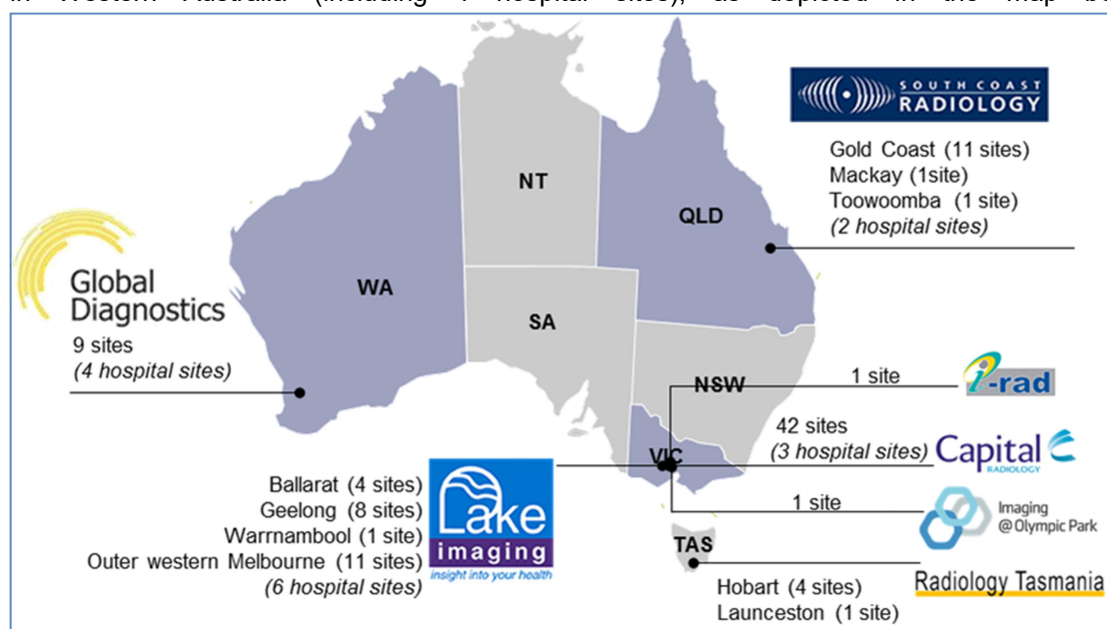 SOUTH COAST
RADIOLOGY
Gold Coast (11 sites)
Mackay (1site)
Toowoomba (1 site)
(2 hospital sites)
NT
QLD
Global
Diagnostics
9 sites
(4 hospital sites)
WA
SA
NSW
1 site
i-rad
42 sites
(3 hospital sites)
Capital
RADIOLOGY
VIC
Ballarat (4 sites)
Geelong (8 sites)
Warrnambool (1 site)
Outer western Melbourne (11 sites)
(6 hospital sites)
Lake
imaging
insight into your health
1 site
Imaging
@ Olympic Park
TAS
Hobart (4 sites)
Launceston (1 site)
Radiology Tasmania